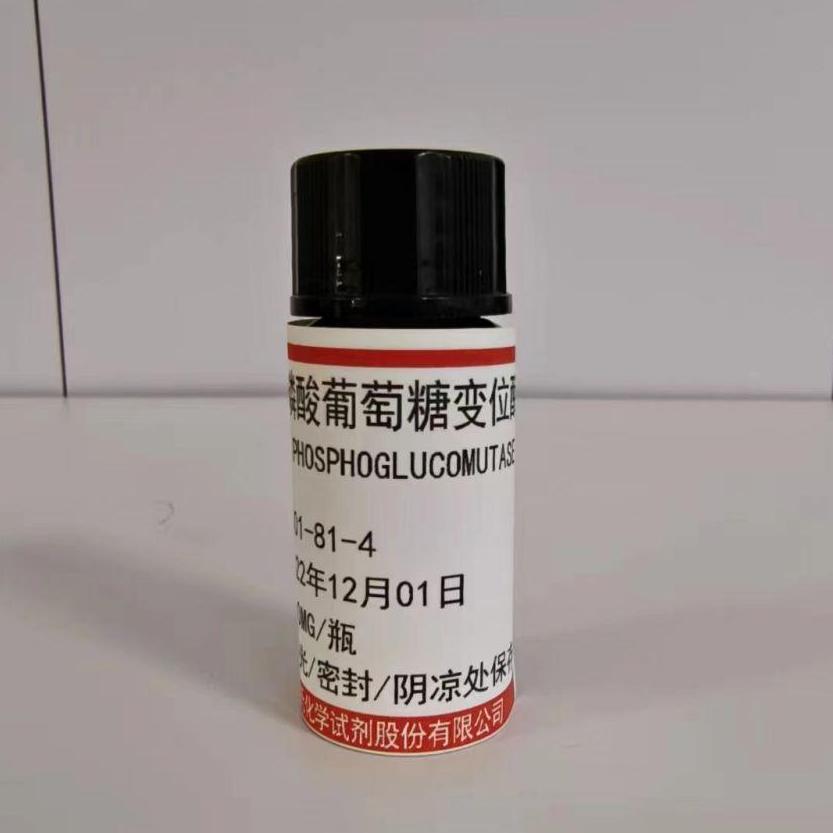 磷酸葡萄糖变位酶
PHOSPHOGLUCOMUTASE
01-81-4
22年12月01日
0MG/瓶
光/密封/阴凉处保存
化学试剂股份有限公司